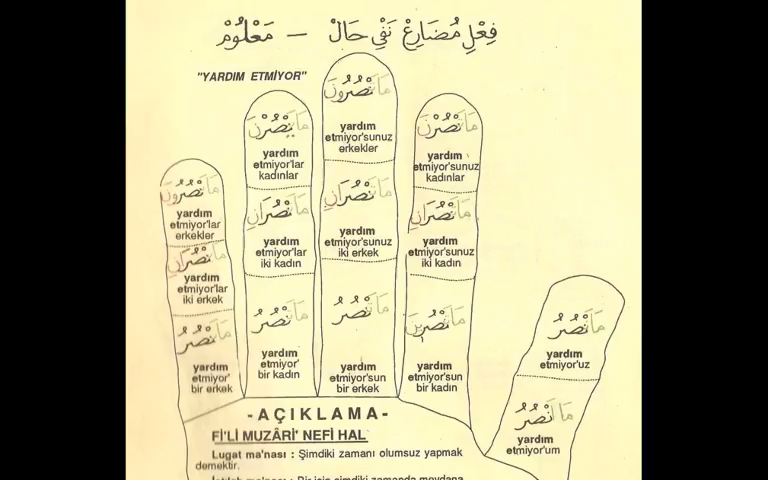 فِعْلِ مُضَارِعْ نَفْيِ حَالْ – مَعْلُومْ
"YARDIM ETMİYOR"
مَا يَنْصُرُونَ
yardım
etmiyor'lar
erkekler
مَا يَنْصُرَانِ
yardım
etmiyor'lar
iki erkek
مَا يَنْصُرُ
yardım
etmiyor'
bir erkek
مَا يَنْصُرْنَ
yardım
etmiyor'lar
kadınlar
مَا تَنْصُرَانِ
yardım
etmiyor'lar
iki kadın
مَا تَنْصُرُ
yardım
etmiyor'
bir kadın
مَا تَنْصُرُونَ
yardım
etmiyor'sunuz
erkekler
مَا تَنْصُرَانِ
yardım
etmiyor'sunuz
iki erkek
مَا تَنْصُرُ
yardım
etmiyor'sun
bir erkek
مَا تَنْصُرْنَ
yardım
etmiyor'sunuz
kadınlar
مَا تَنْصُرَانِ
yardım
etmiyor'sunuz
iki kadın
مَا تَنْصُرِينَ
yardım
etmiyor'sun
bir kadın
مَا نَنْصُرُ
yardım
etmiyor'uz
مَا اَنْصُرُ
yardım
etmiyor'um
-AÇIKLAMA-
Fİ'Lİ MUZÂRİ' NEFİ HAL
Lugat ma'nası : Şimdiki zamanı olumsuz yapmak
demektir.